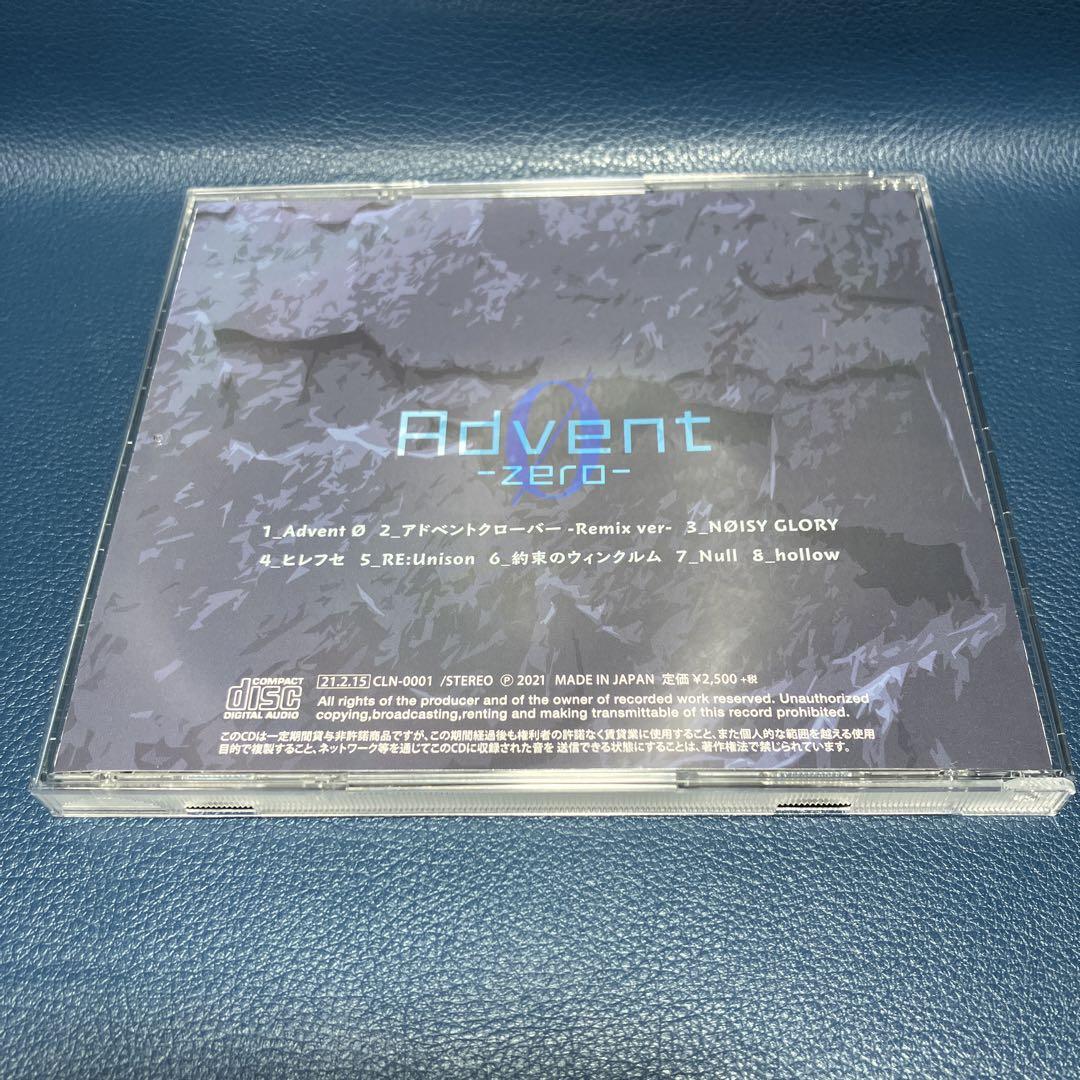 Advent
Ø
-zero-
1_Advent Ø 2_アドベントクローバー -Remix ver- 3_NØISY GLORY
4_ヒレフセ 5_RE:Unison 6_約束のウィンクルム 7_Null 8_hollow
COMPACT
disc
DIGITAL AUDIO
21.2.15 CLN-0001 /STEREO Ⓟ 2021 MADE IN JAPAN 定価 ¥2,500+税
All rights of the producer and of the owner of recorded work reserved. Unauthorized
copying,broadcasting,renting and making transmittable of this record prohibited.
このCDは一定期間貸与非許諾商品ですが、この期間経過後も権利者の許諾なく賃貸業に使用すること、また個人的な範囲を越える使用
目的で複製すること、ネットワーク等を通じてこのCDに収録された音を 送信できる状態にすることは、著作権法で禁じられています。